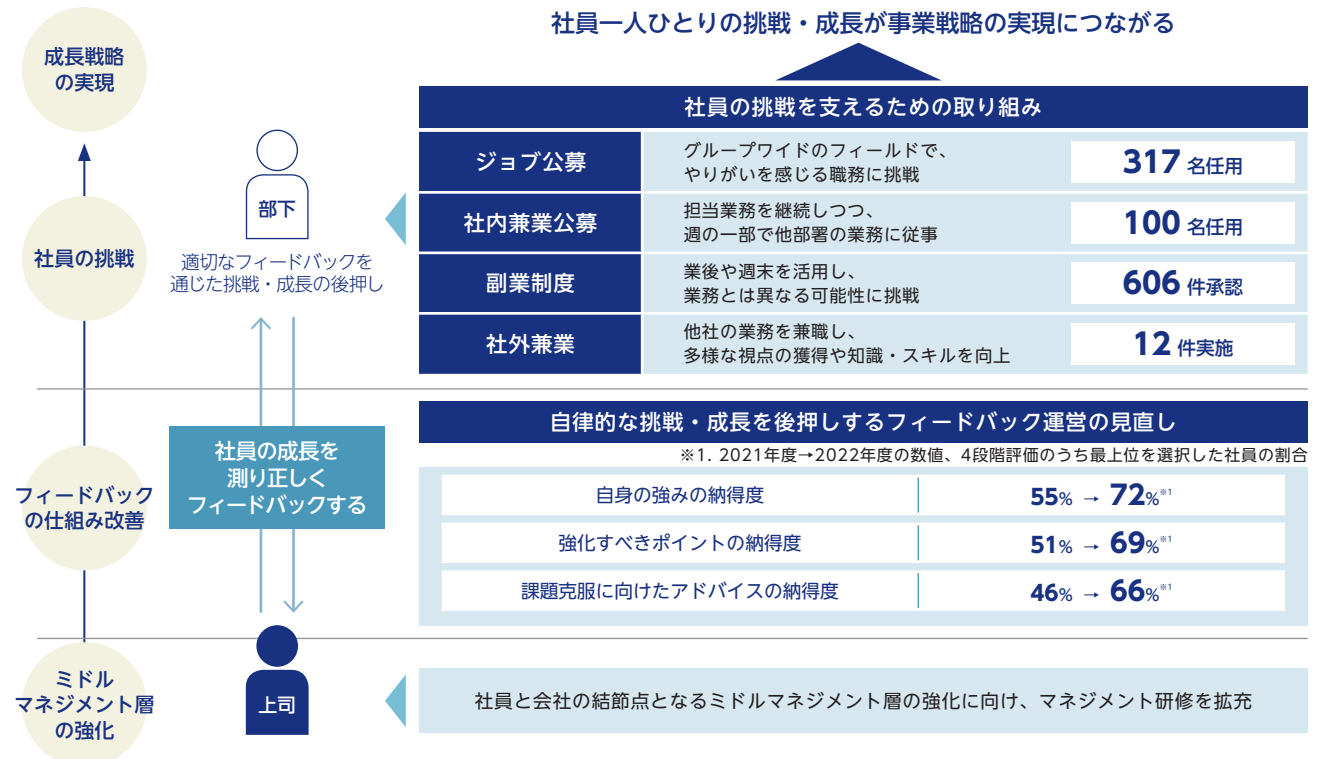 社員一人ひとりの挑戦・成長が事業戦略の実現につながる
成長戦略
の実現
社員の挑戦を支えるための取り組み
ジョブ公募
グループワイドのフィールドで、
やりがいを感じる職務に挑戦
317 名任用
部下
社内兼業公募
担当業務を継続しつつ、
週の一部で他部署の業務に従事
100 名任用
社員の挑戦
適切なフィードバックを
通じた挑戦・成長の後押し
副業制度
業後や週末を活用し、
業務とは異なる可能性に挑戦
606 件承認
社外兼業
他社の業務を兼職し、
多様な視点の獲得や知識・スキルを向上
12 件実施
自律的な挑戦・成長を後押しするフィードバック運営の見直し
※1. 2021年度→2022年度の数値、4段階評価のうち最上位を選択した社員の割合
フィードバック
の仕組み改善
社員の成長を
測り正しく
フィードバックする
自身の強みの納得度
55% → 72%※1
強化すべきポイントの納得度
51% → 69%※1
課題克服に向けたアドバイスの納得度
46% → 66%※1
ミドル
マネジメント層
の強化
上司
社員と会社の結節点となるミドルマネジメント層の強化に向け、マネジメント研修を拡充